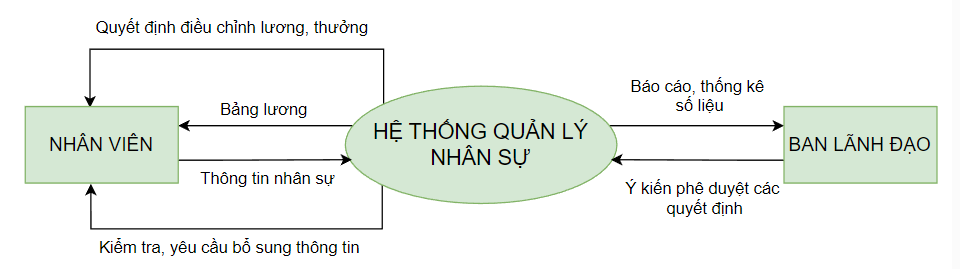 Quyết định điều chỉnh lương, thưởng
Bảng lương
NHÂN VIÊN
Thông tin nhân sự
Kiểm tra, yêu cầu bổ sung thông tin
HỆ THỐNG QUẢN LÝ
NHÂN SỰ
Báo cáo, thống kê
số liệu
BAN LÃNH ĐẠO
Ý kiến phê duyệt các
quyết định